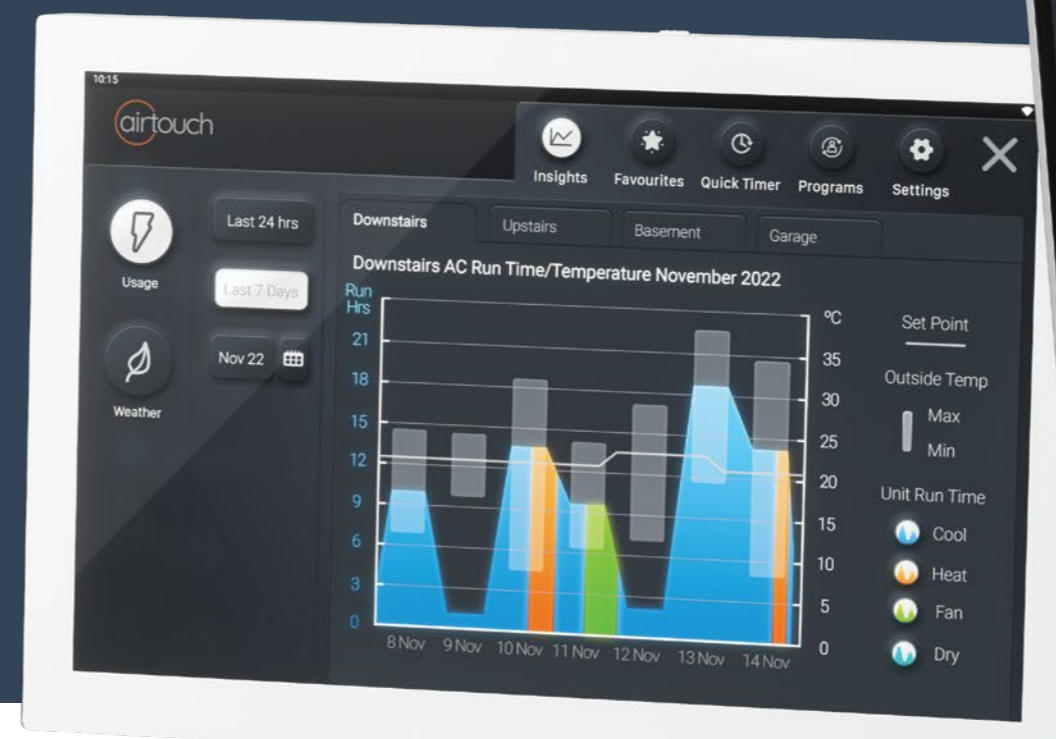 10:15
airtouch
Insights
Favourites
Quick Timer
Programs
Settings
Usage
Weather
Last 24 hrs
Last 7 Days
Nov 22
Downstairs
Upstairs
Basement
Garage
Downstairs AC Run Time/Temperature November 2022
Run
Hrs
21
18
15
12
9
6
3
0
8 Nov
9 Nov
10 Nov
11 Nov
12 Nov
13 Nov
14 Nov
ºC
35
30
25
20
15
10
5
0
Set Point
Outside Temp
Max
Min
Unit Run Time
Cool
Heat
Fan
Dry